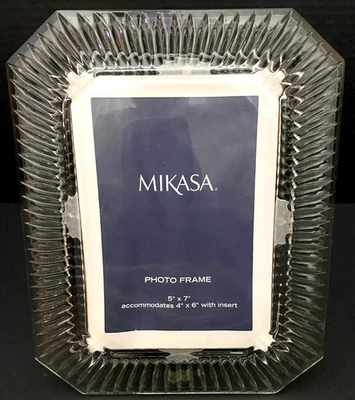 MIKASA®
PHOTO FRAME
5" x 7"
accommodates 4" x 6" with insert